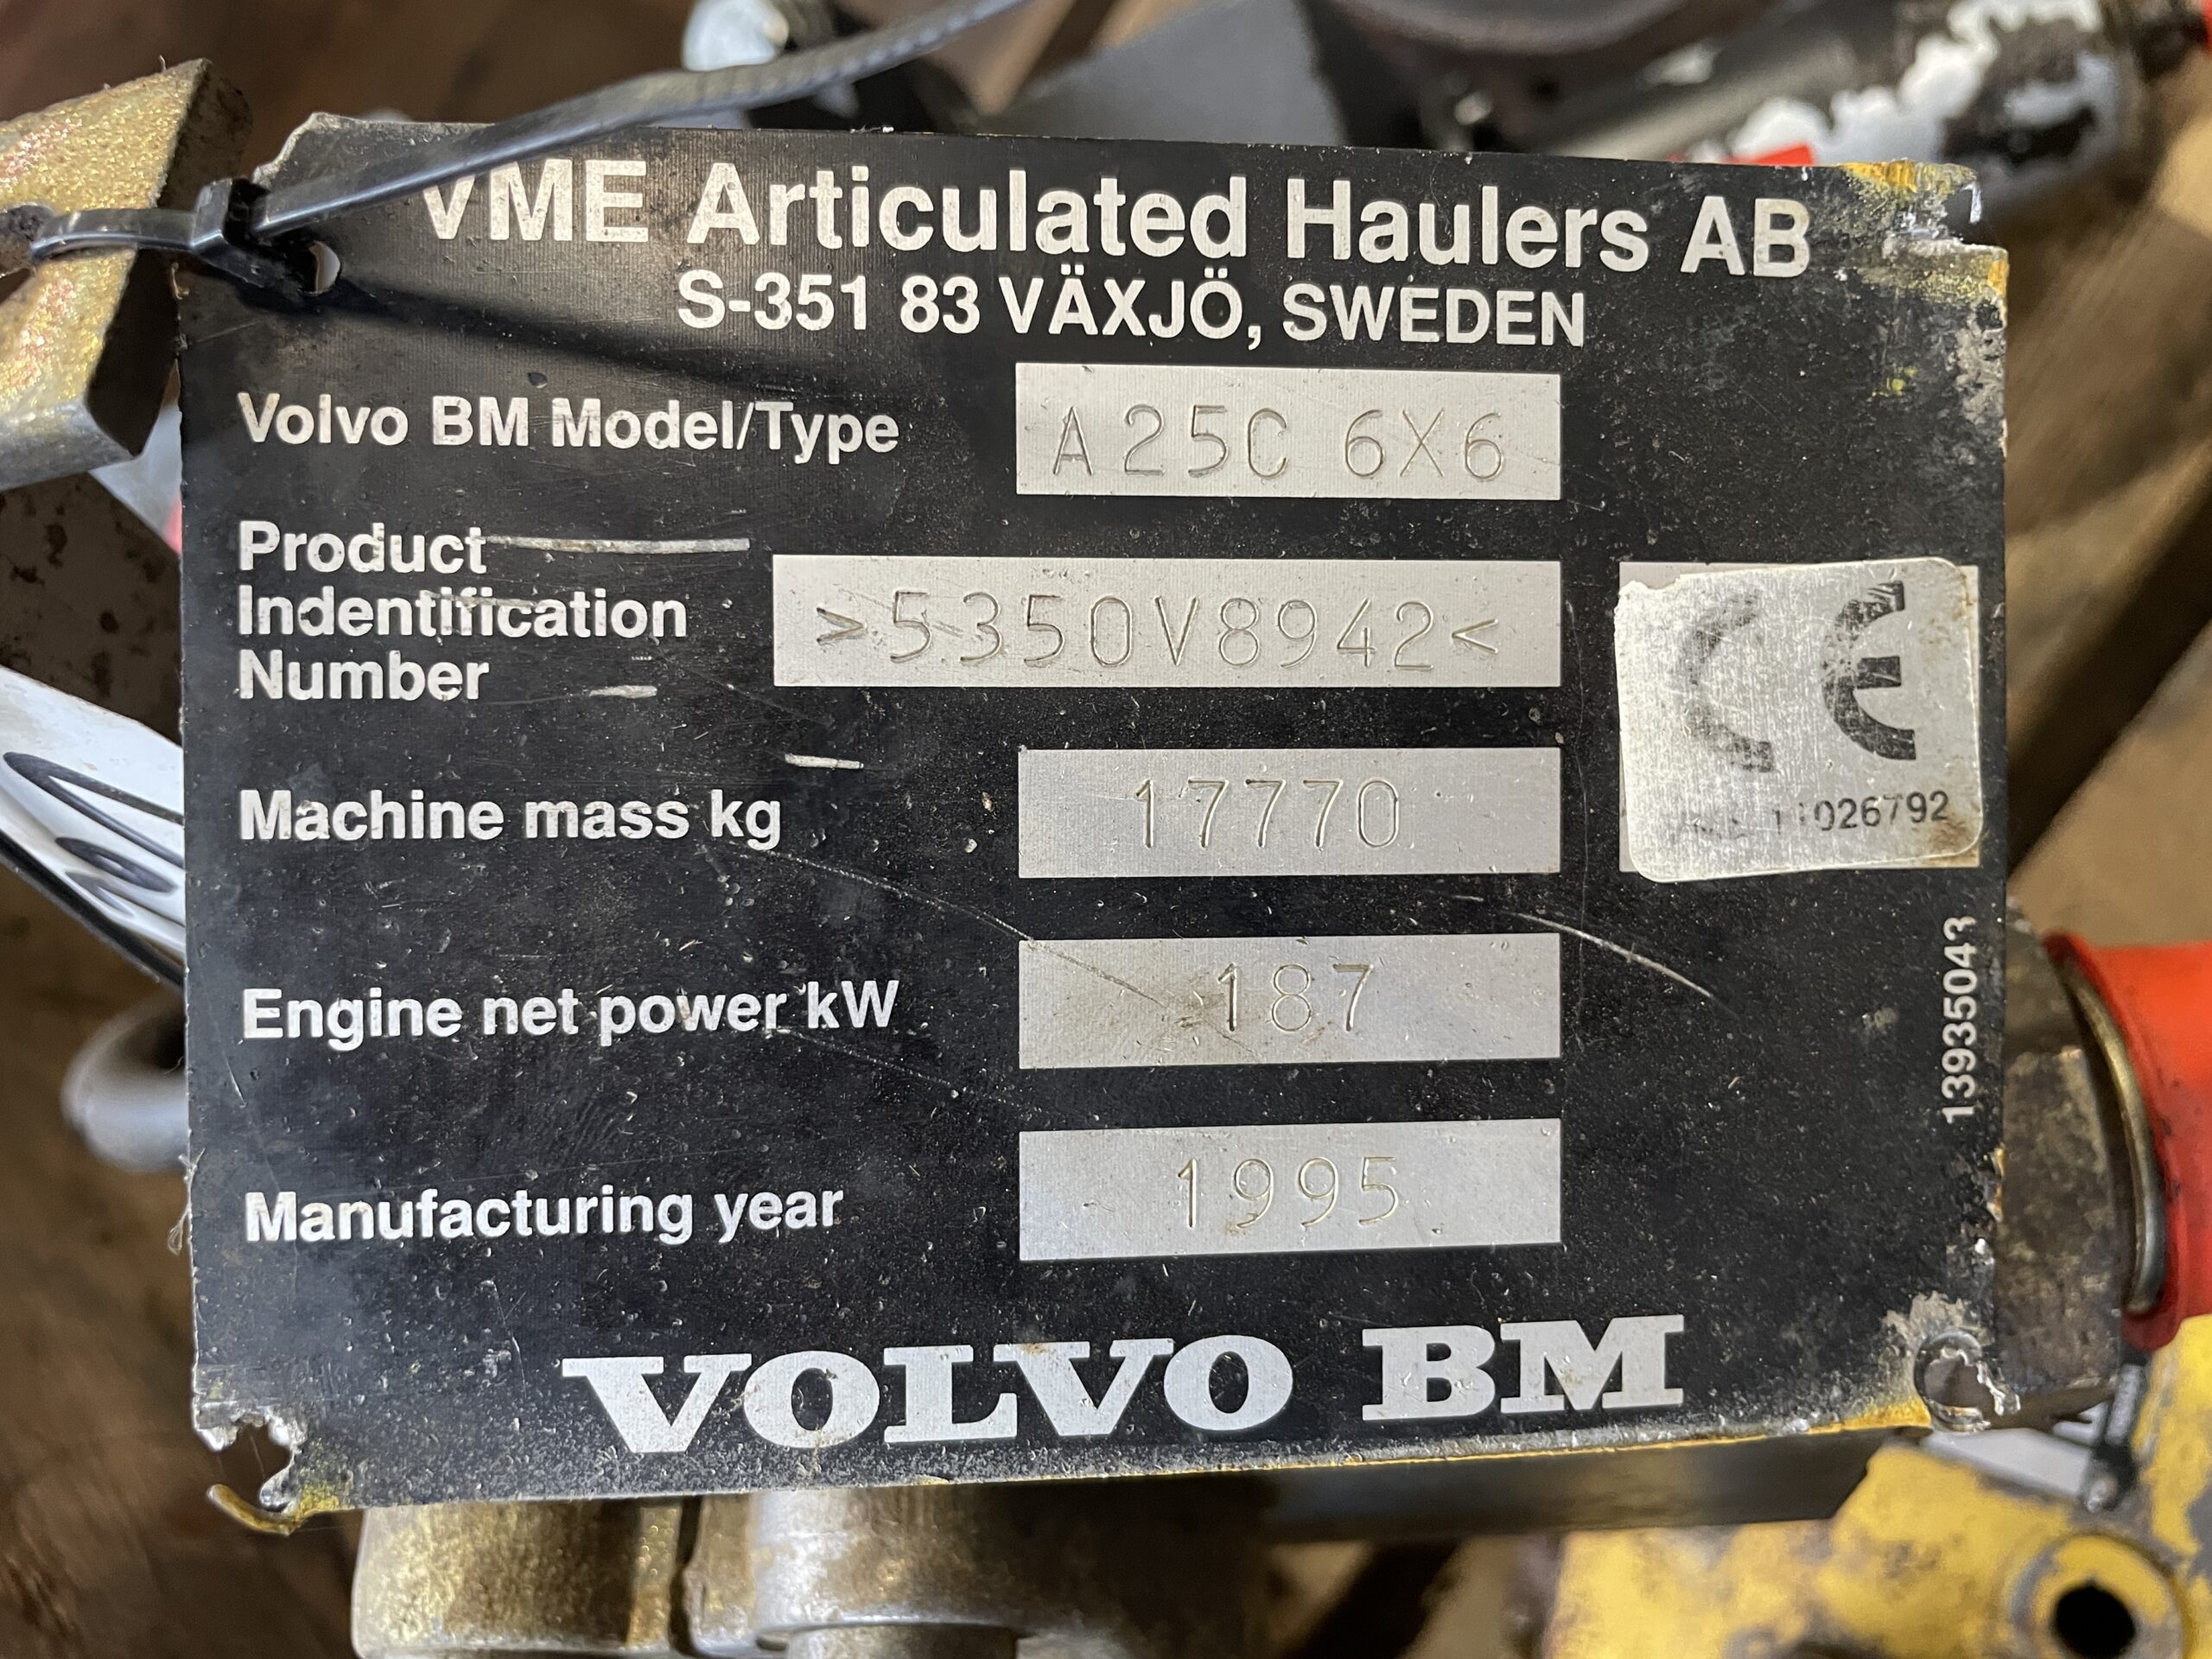 VME Articulated Haulers AB
S-351 83 VÄXJÖ, SWEDEN
Volvo BM Model/Type
A25C 6X6
Product
Indentification
Number
>5350V8942<
CE
11026792
Machine mass kg
17770
Engine net power kW
187
Manufacturing year
1995
13935043
VOLVO BM